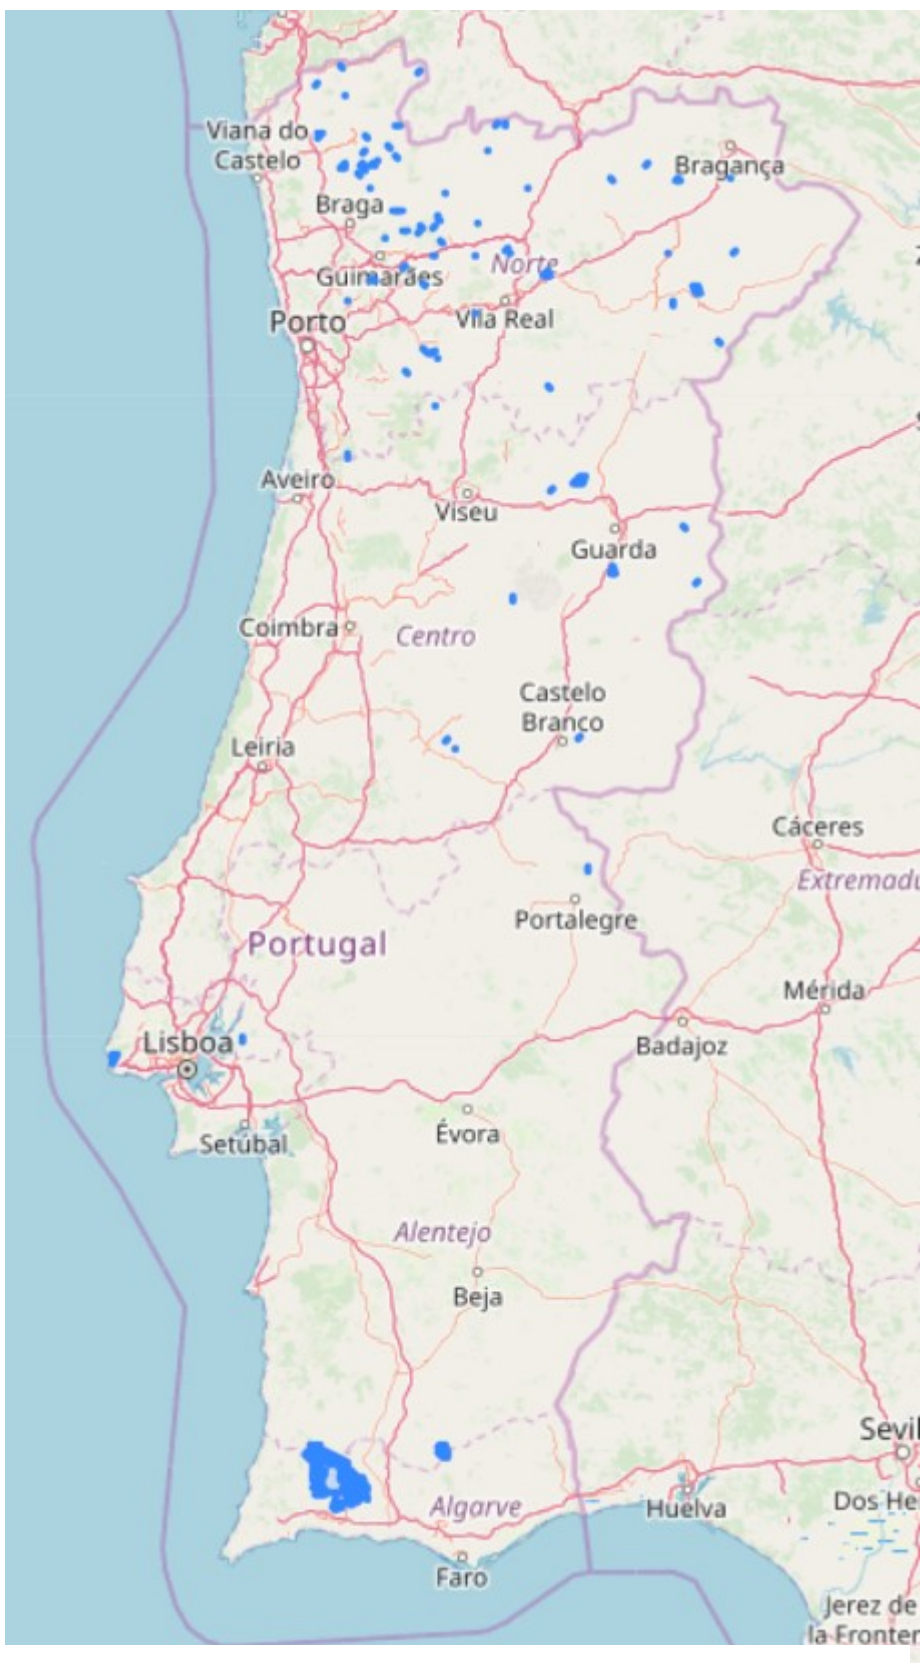 Viana do
Castelo
Bragança
Braga
Norte
Guimarães
Vila Real
Porto
Aveiro
Viseu
Guarda
Coimbra
Centro
Castelo
Branco
Leiria
Cáceres
Extremadu
Portalegre
Portugal
Mérida
Lisboa
Badajoz
Évora
Setúbal
Alentejo
Beja
Sevil
Algarve
Huelva
Dos He
Faro
Jerez de
la Fronter